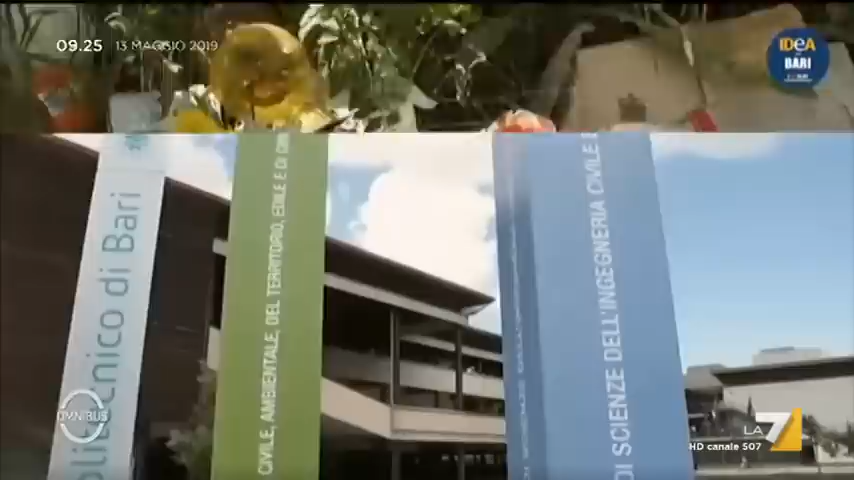 09.25 13 MAGGIO 2019
IDEA
BARI
olitecnico di Bari
CIVILE, AMBIENTALE, DEL TERRITORIO, EDILE E DI
DI SCIENZE DELL'INGEGNERIA CIVILE E
OMNIBUS
LA 7
HD canale 507